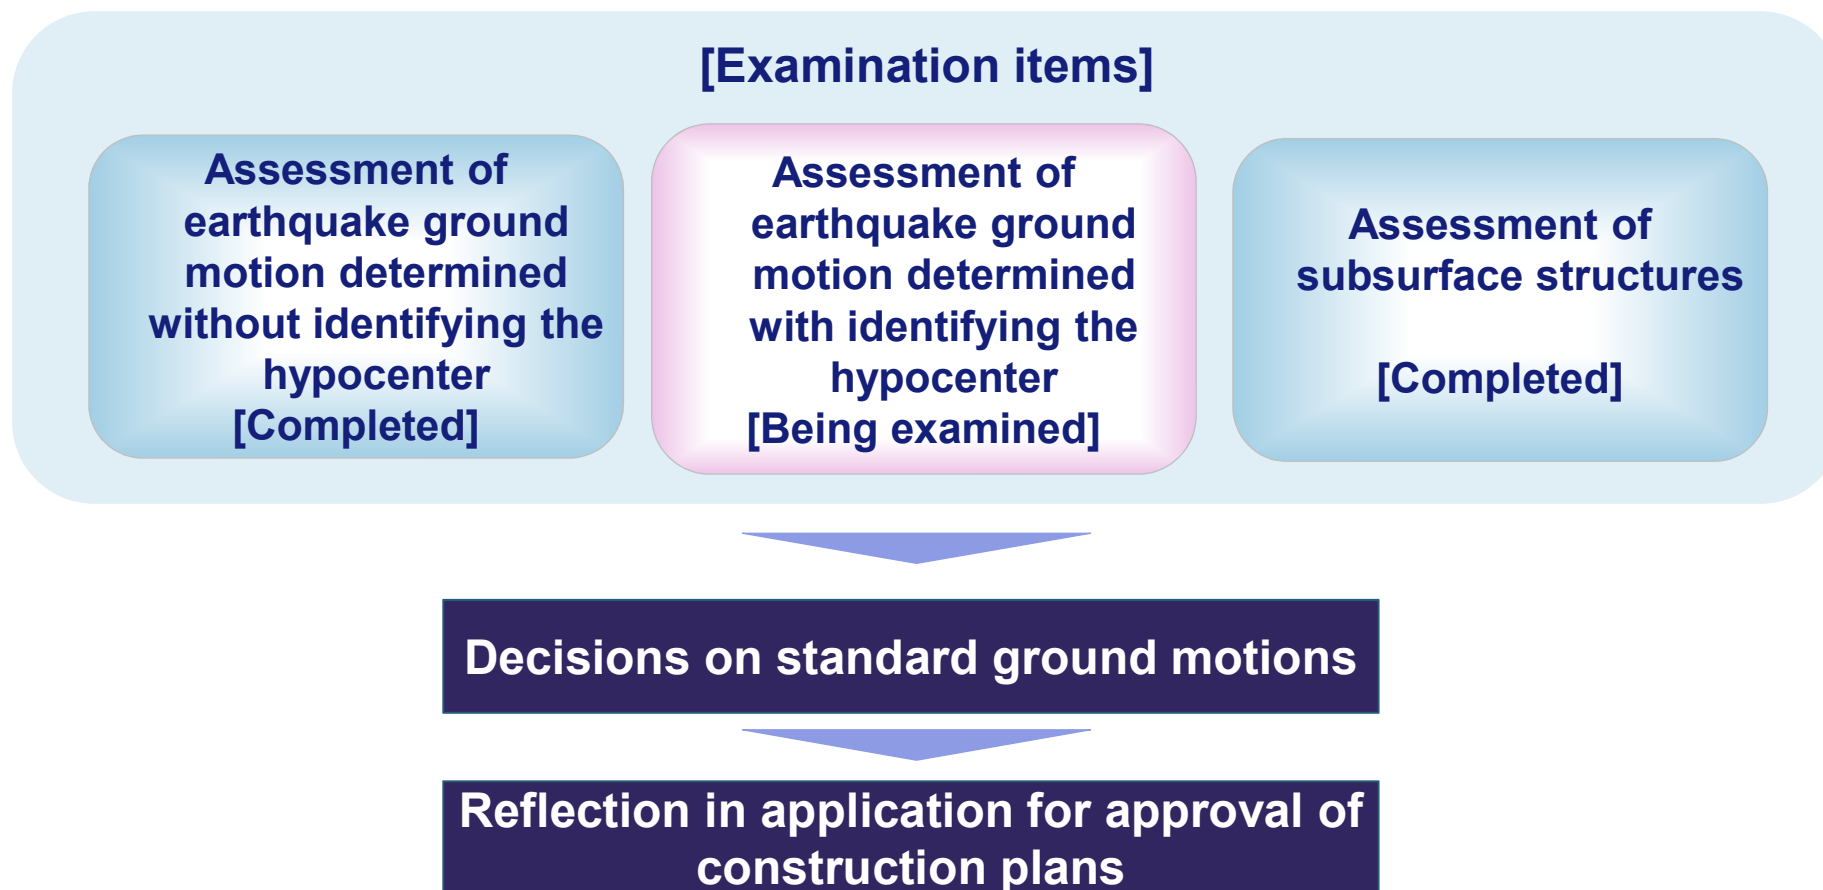 [Examination items]
Assessment of
earthquake ground
motion determined
without identifying the
hypocenter
[Completed]
Assessment of
earthquake ground
motion determined
with identifying the
hypocenter
[Being examined]
Assessment of
subsurface structures
[Completed]
Decisions on standard ground motions
Reflection in application for approval of
construction plans